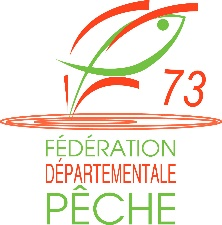 73
FÉDÉRATION
DÉPARTEMENTALE
PÊCHE